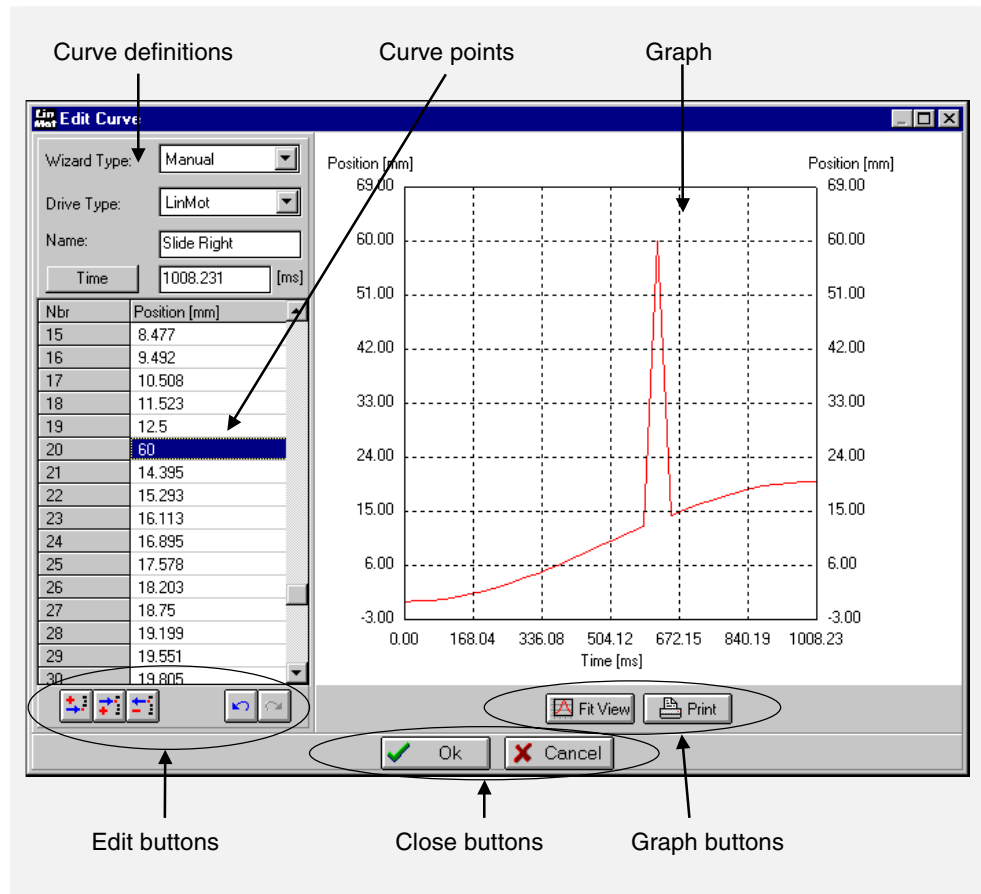 Curve definitions
Curve points
Graph
Lin Mot Edit Curve
Wizard Type: Manual
Drive Type: LinMot
Name: Slide Right
Time 1008.231 [ms]
Nbr Position [mm]
15 8.477
16 9.492
17 10.508
18 11.523
19 12.5
20 60
21 14.395
22 15.293
23 16.113
24 16.895
25 17.578
26 18.203
27 18.75
28 19.199
29 19.551
30 19.805
Position [mm] Position [mm]
69.00 69.00
60.00 60.00
51.00 51.00
42.00 42.00
33.00 33.00
24.00 24.00
15.00 15.00
6.00 6.00
-3.00 -3.00
0.00 168.04 336.08 504.12 672.15 840.19 1008.23
Time [ms]
Fit View Print
Ok Cancel
Edit buttons
Close buttons
Graph buttons